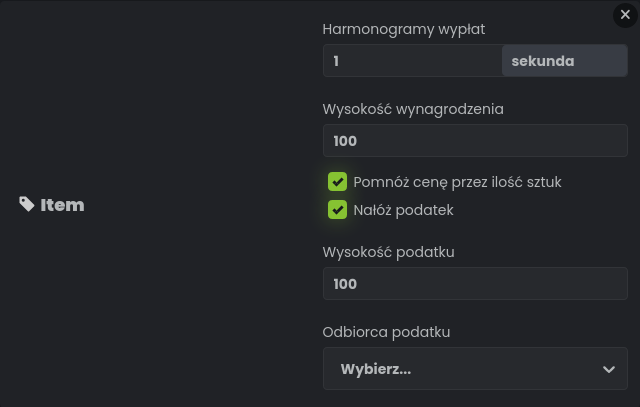 Harmonogramy wypłat
1 sekunda
Wysokość wynagrodzenia
100
Pomnóż cenę przez ilość sztuk
Item
Nałóż podatek
Wysokość podatku
100
Odbiorca podatku
Wybierz...